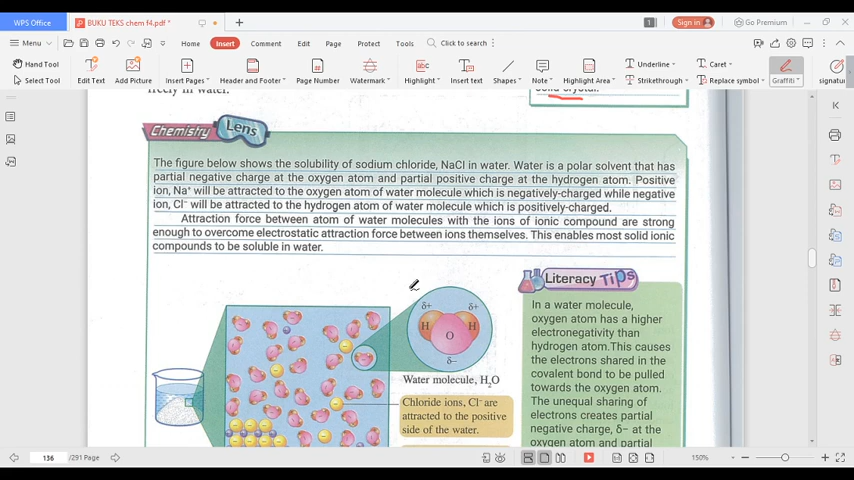 WPS Office
BUKU TEKS chem f4.pdf *
1
Sign in
Go Premium
Menu
Home
Insert
Comment
Edit
Page
Protect
Tools
Click to search
Hand Tool
Select Tool
Edit Text
Add Picture
Insert Pages
Header and Footer
Page Number
Watermark
Highlight
Insert text
Shapes
Note
Highlight Area
Underline
Strikethrough
Caret
Replace symbol
Graffiti
signatur
freely in water.
solid crystal.
Chemistry Lens
The figure below shows the solubility of sodium chloride, NaCl in water. Water is a polar solvent that has
partial negative charge at the oxygen atom and partial positive charge at the hydrogen atom. Positive
ion, Na⁺ will be attracted to the oxygen atom of water molecule which is negatively-charged while negative
ion, Cl⁻ will be attracted to the hydrogen atom of water molecule which is positively-charged.
Attraction force between atom of water molecules with the ions of ionic compound are strong
enough to overcome electrostatic attraction force between ions themselves. This enables most solid ionic
compounds to be soluble in water.
δ+ δ+
H H
O
δ−
Water molecule, H₂O
Chloride ions, Cl⁻ are
attracted to the positive
side of the water.
Literacy Tips
In a water molecule,
oxygen atom has a higher
electronegativity than
hydrogen atom.This causes
the electrons shared in the
covalent bond to be pulled
towards the oxygen atom.
The unequal sharing of
electrons creates partial
negative charge, δ− at the
oxygen atom and partial
136
/291 Page
150%